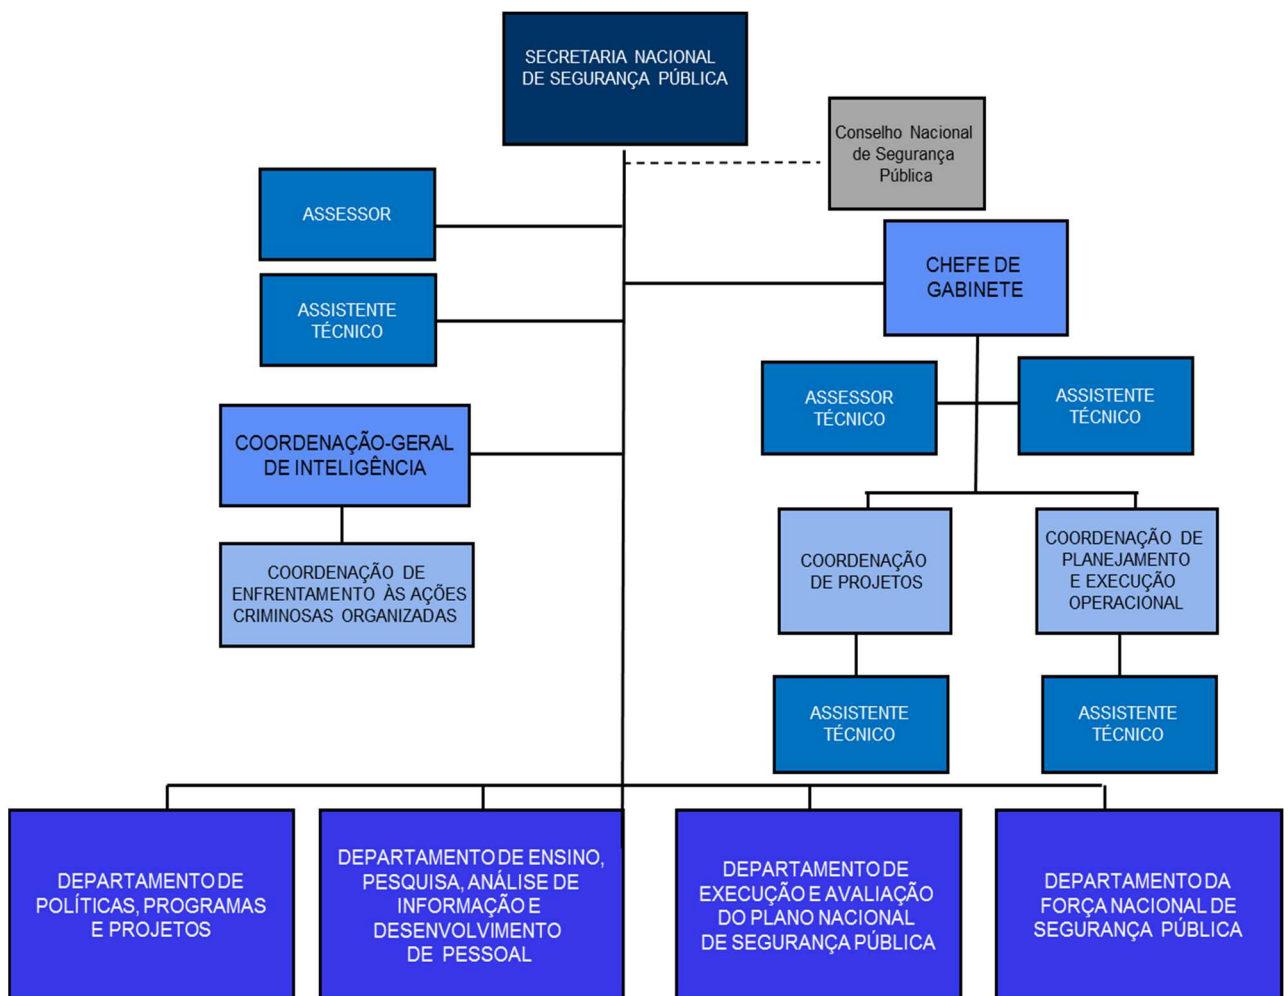 SECRETARIA NACIONAL
DE SEGURANÇA PÚBLICA
Conselho Nacional
de Segurança
Pública
ASSESSOR
CHEFE DE
GABINETE
ASSISTENTE
TÉCNICO
ASSESSOR
TÉCNICO
ASSISTENTE
TÉCNICO
COORDENAÇÃO-GERAL
DE INTELIGÊNCIA
COORDENAÇÃO DE
ENFRENTAMENTO ÀS AÇÕES
CRIMINOSAS ORGANIZADAS
COORDENAÇÃO
DE PROJETOS
COORDENAÇÃO DE
PLANEJAMENTO
E EXECUÇÃO
OPERACIONAL
ASSISTENTE
TÉCNICO
ASSISTENTE
TÉCNICO
DEPARTAMENTO DE
POLÍTICAS, PROGRAMAS
E PROJETOS
DEPARTAMENTO DE ENSINO,
PESQUISA, ANÁLISE DE
INFORMAÇÃO E
DESENVOLVIMENTO
DE PESSOAL
DEPARTAMENTO DE
EXECUÇÃO E AVALIAÇÃO
DO PLANO NACIONAL
DE SEGURANÇA PÚBLICA
DEPARTAMENTO DA
FORÇA NACIONAL DE
SEGURANÇA PÚBLICA